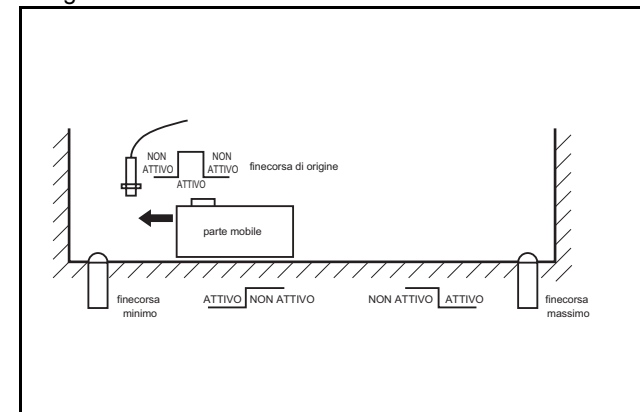 NON
ATTIVO
ATTIVO
NON
ATTIVO
finecorsa di origine
parte mobile
finecorsa
minimo
ATTIVO NON ATTIVO
NON ATTIVO ATTIVO
finecorsa
massimo